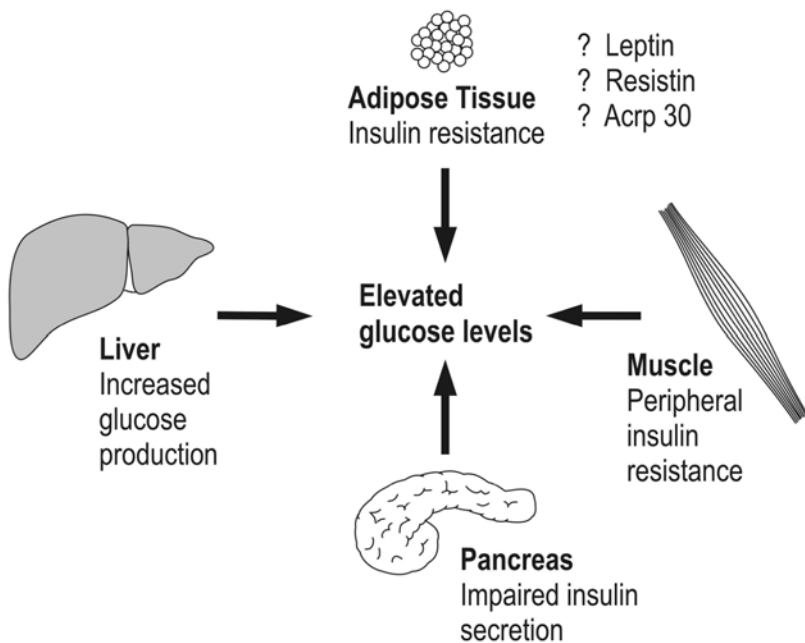 Adipose Tissue
Insulin resistance
? Leptin
? Resistin
? Acrp 30
Liver
Increased
glucose
production
Elevated
glucose levels
Muscle
Peripheral
insulin
resistance
Pancreas
Impaired insulin
secretion